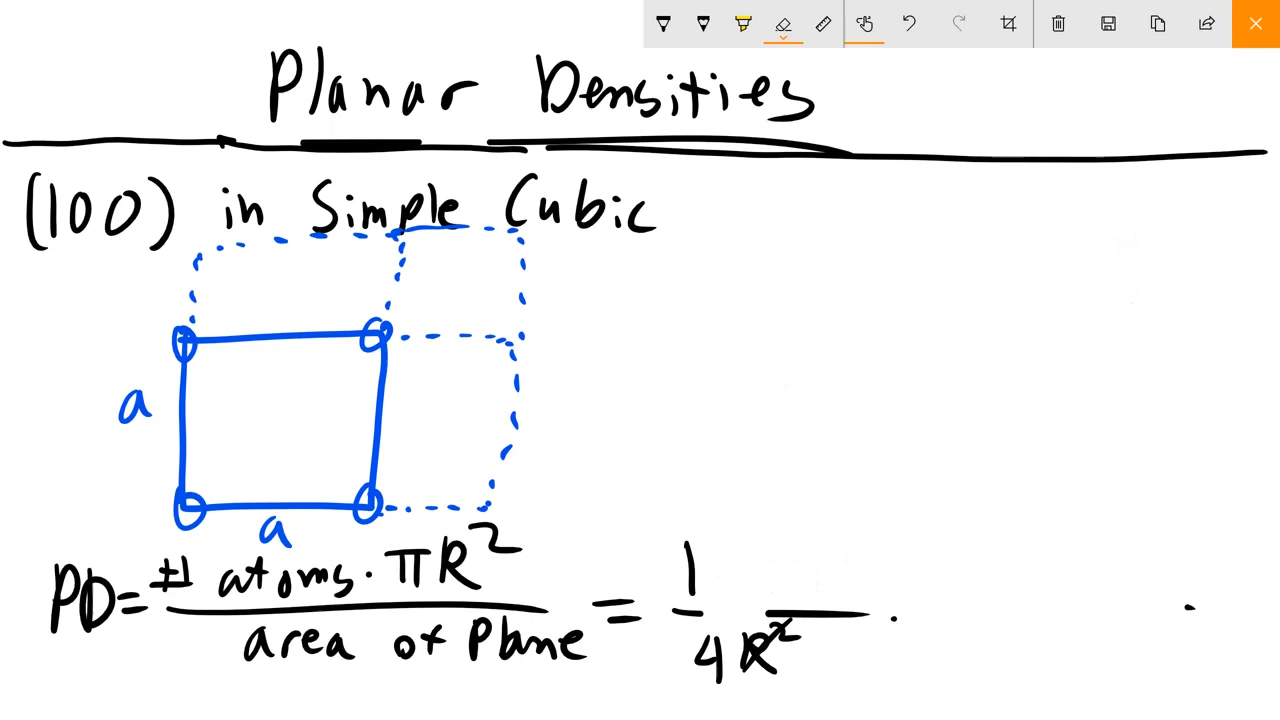 Planar Densities
(100) in Simple Cubic
a
a
PD = # atoms · πR²
area of Plane
= 1
4R²